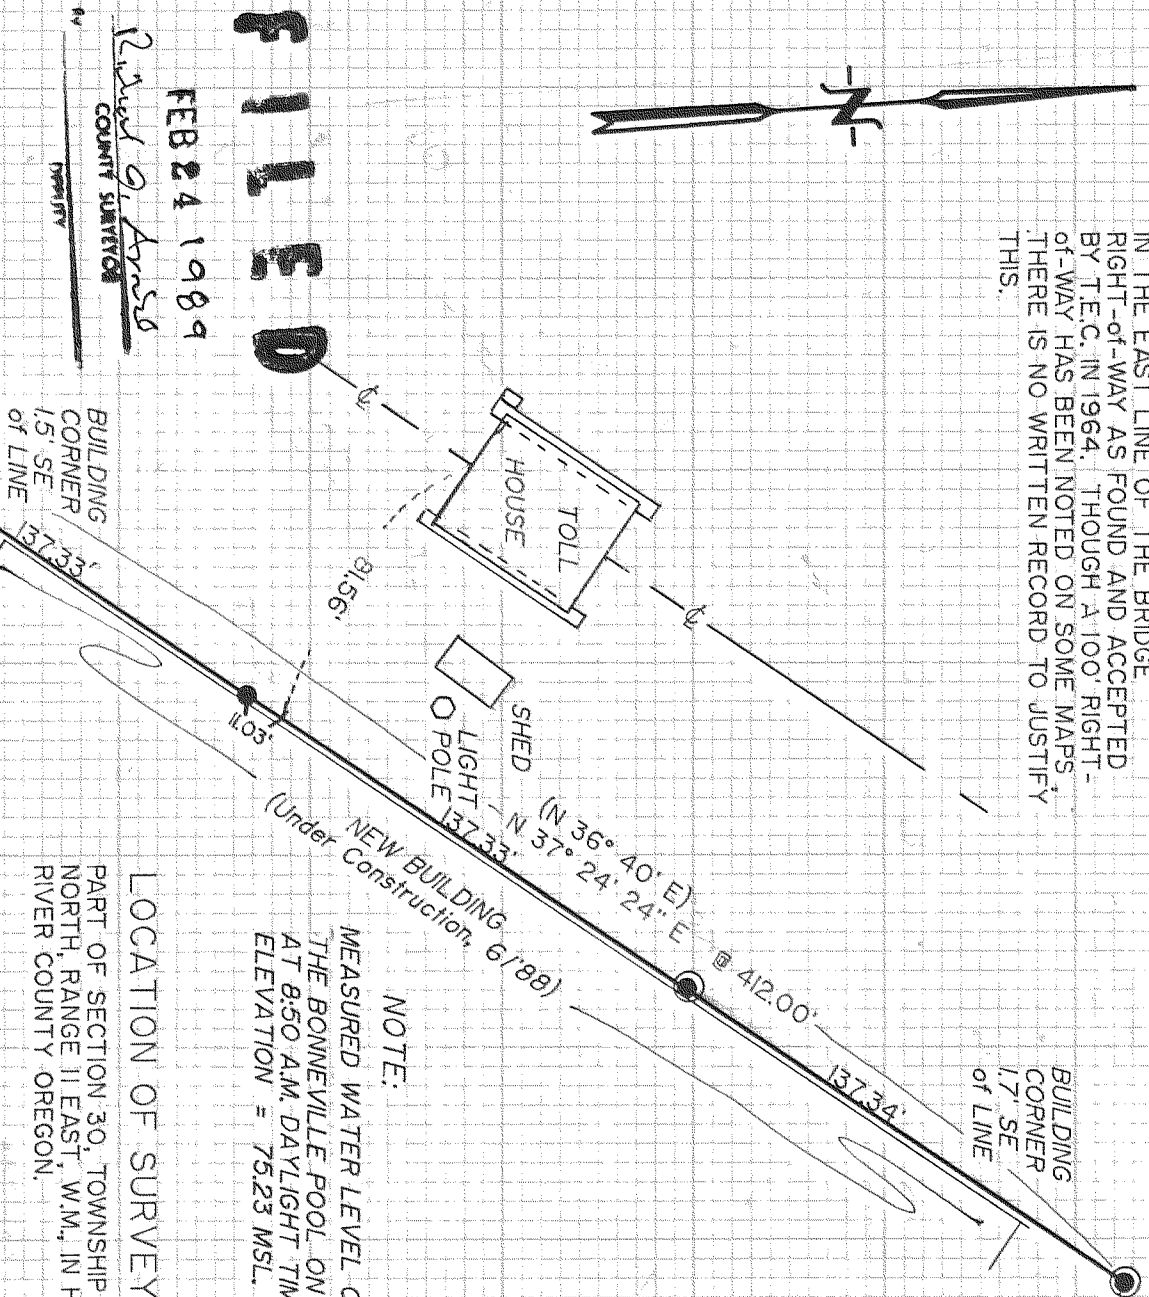 IN THE EAST LINE OF THE BRIDGE
RIGHT-of-WAY AS FOUND AND ACCEPTED
BY T.E.C. IN 1964. THOUGH A 100' RIGHT-
of-WAY HAS BEEN NOTED ON SOME MAPS,
THERE IS NO WRITTEN RECORD TO JUSTIFY
THIS.
N
FILED
FEB 24 1989
COUNTY SURVEYOR
BY
DEPUTY
℄
TOLL
HOUSE
℄
81.56'
SHED
LIGHT
POLE
BUILDING
CORNER
1.5' SE
of LINE
137.33'
11.03'
(N 36° 40' E)
N 37° 24' 24" E @ 412.00'
137.33'
NEW BUILDING
(Under Construction, 6/88)
137.34'
BUILDING
CORNER
1.7' SE
of LINE
NOTE:
MEASURED WATER LEVEL
THE BONNEVILLE POOL ON
AT 8:50 A.M. DAYLIGHT
ELEVATION = 75.23 MSL.
LOCATION OF SURVEY
PART OF SECTION 30, TOWNSHIP
NORTH, RANGE 11 EAST, W.M., IN
RIVER COUNTY OREGON.